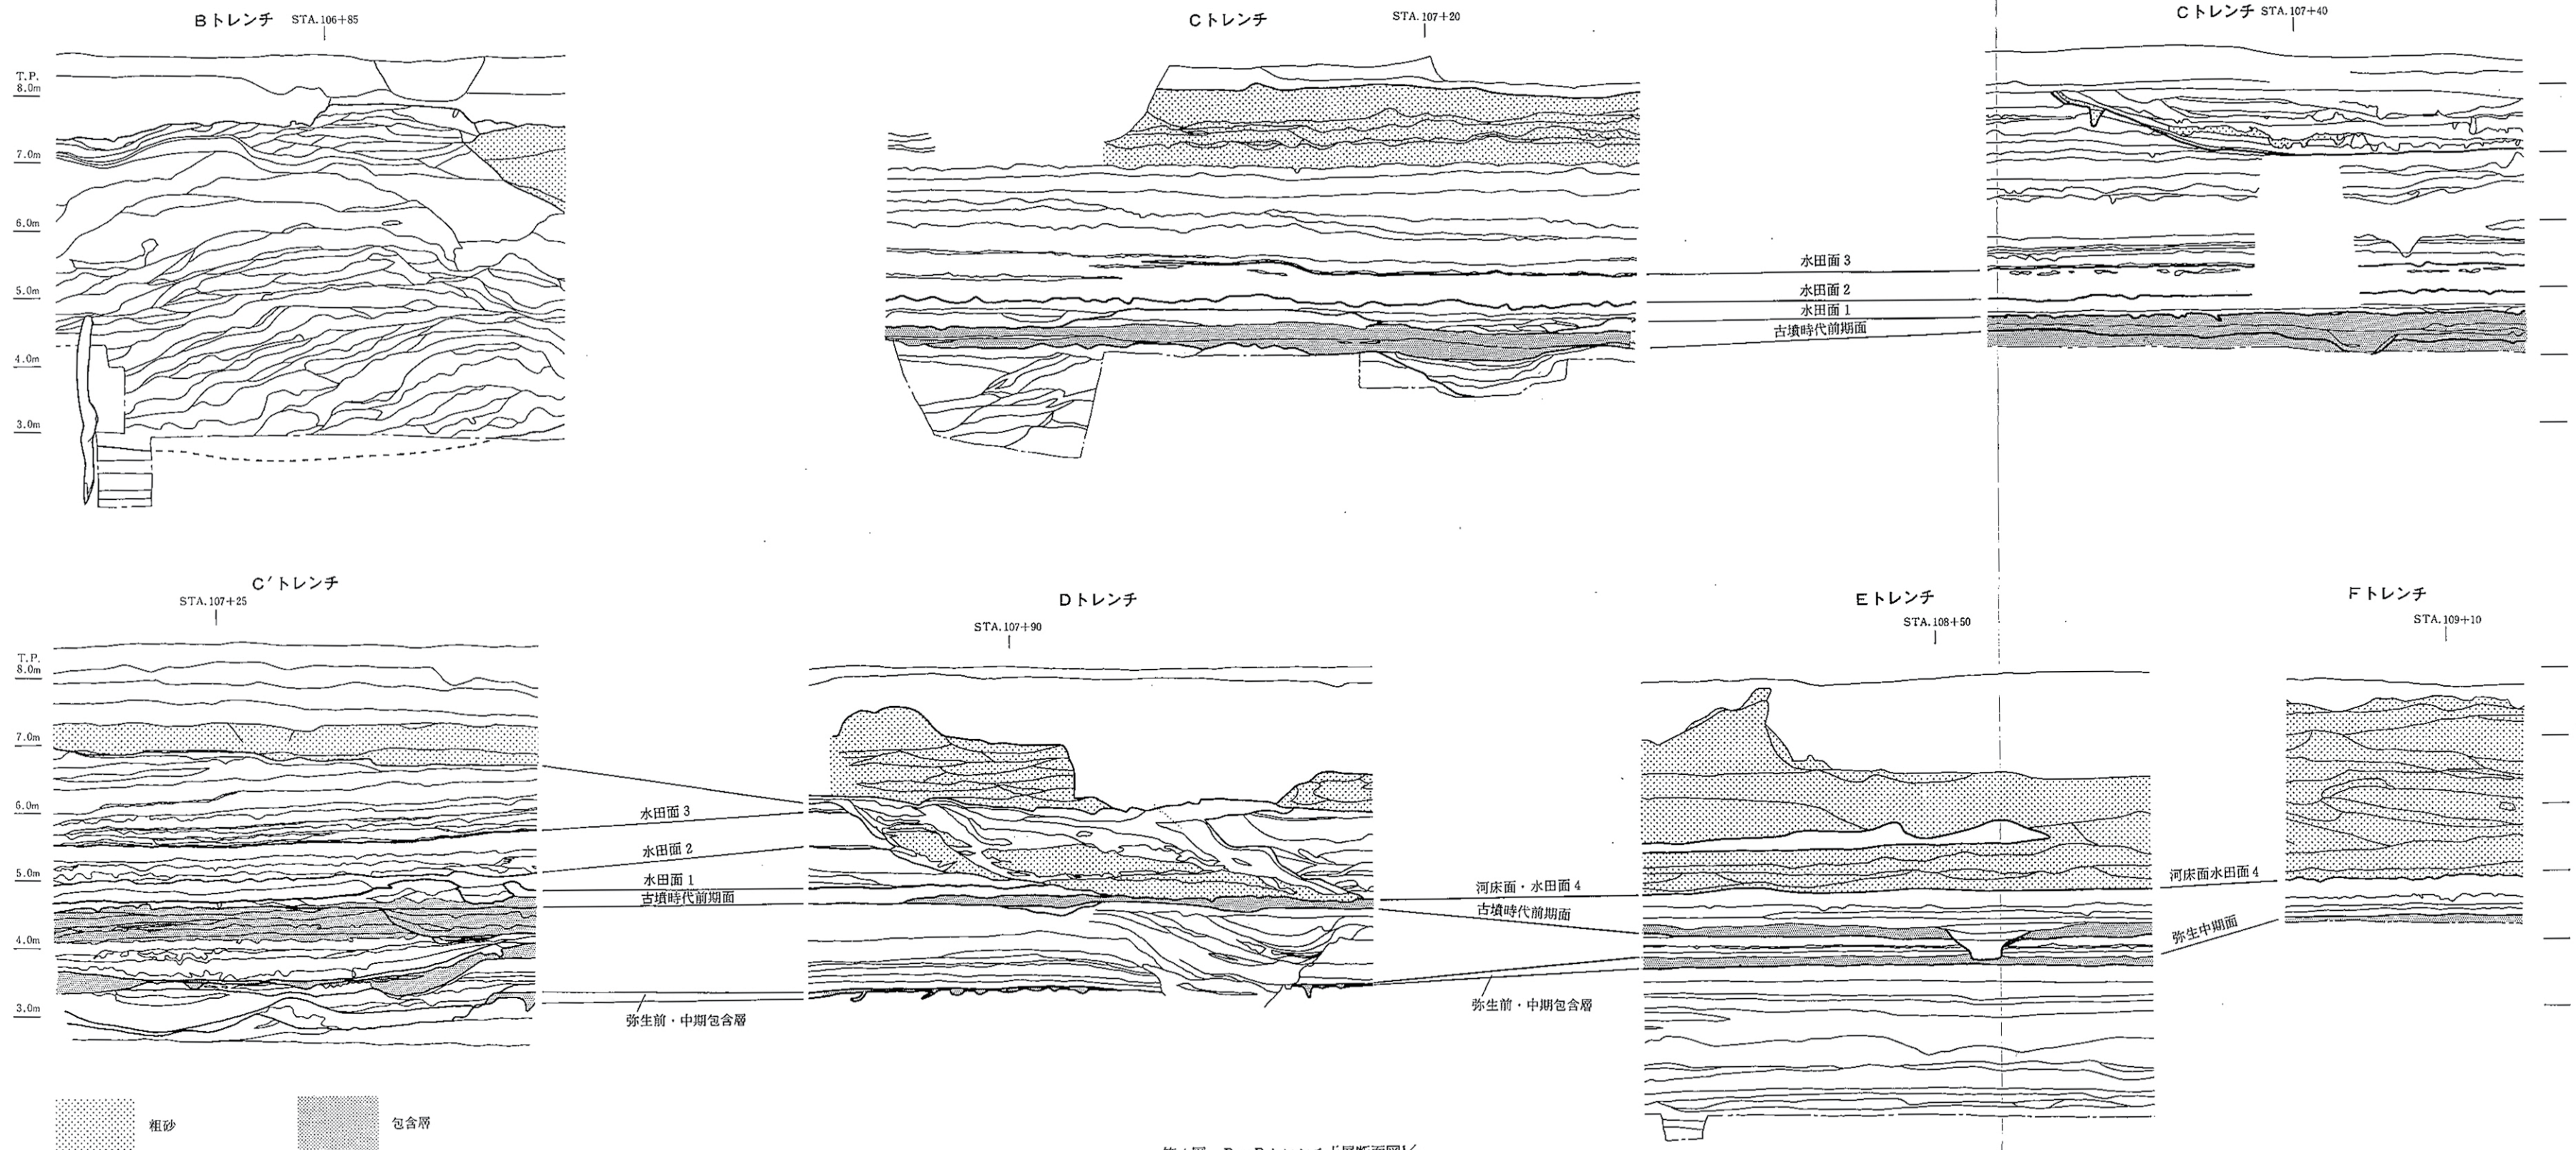 Bトレンチ STA.106+85
Cトレンチ STA.107+20
Cトレンチ STA.107+40
T.P.
8.0m
7.0m
6.0m
5.0m
4.0m
3.0m
水田面3
水田面2
水田面1
古墳時代前期面
C′トレンチ
STA.107+25
Dトレンチ
STA.107+90
Eトレンチ
STA.108+50
Fトレンチ
STA.109+10
T.P.
8.0m
7.0m
6.0m
5.0m
4.0m
3.0m
水田面3
水田面2
水田面1
古墳時代前期面
弥生前・中期包含層
河床面・水田面4
古墳時代前期面
弥生前・中期包含層
河床面水田面4
弥生中期面
粗砂
包含層